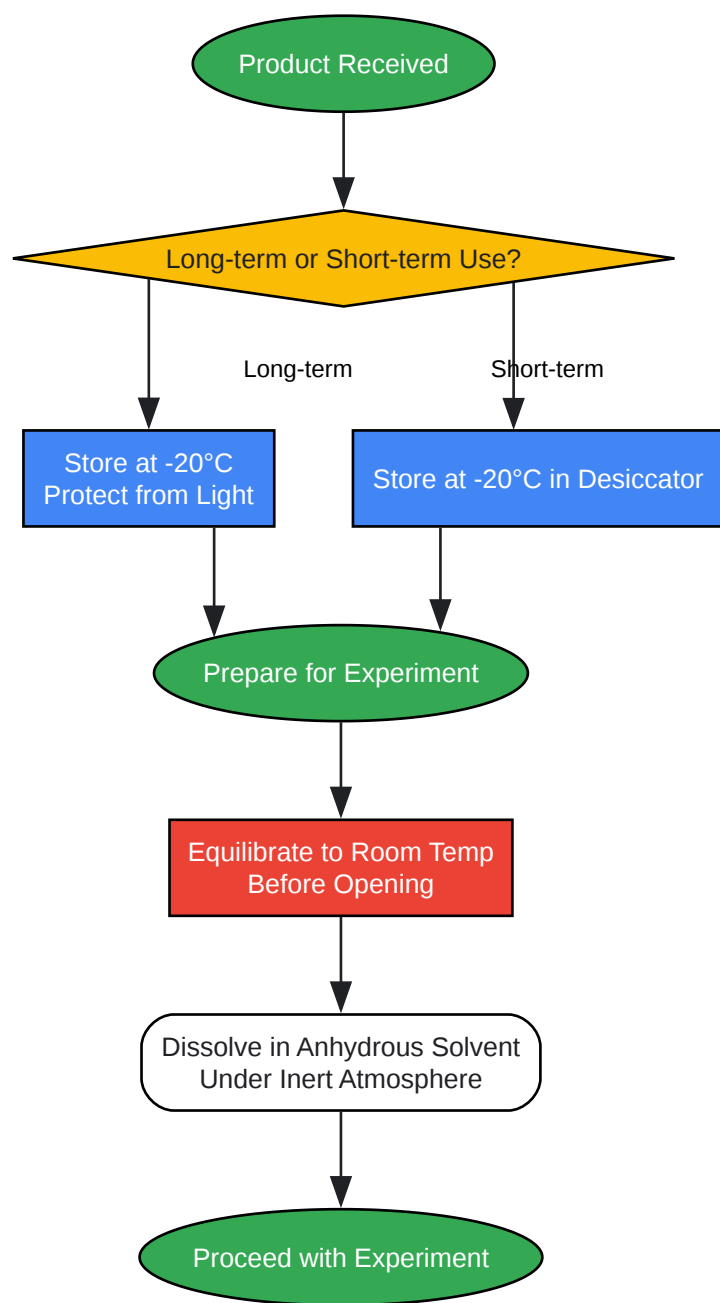 Product Received
Long-term or Short-term Use?
Long-term
Short-term
Store at -20°C
Protect from Light
Store at -20°C in Desiccator
Prepare for Experiment
Equilibrate to Room Temp
Before Opening
Dissolve in Anhydrous Solvent
Under Inert Atmosphere
Proceed with Experiment